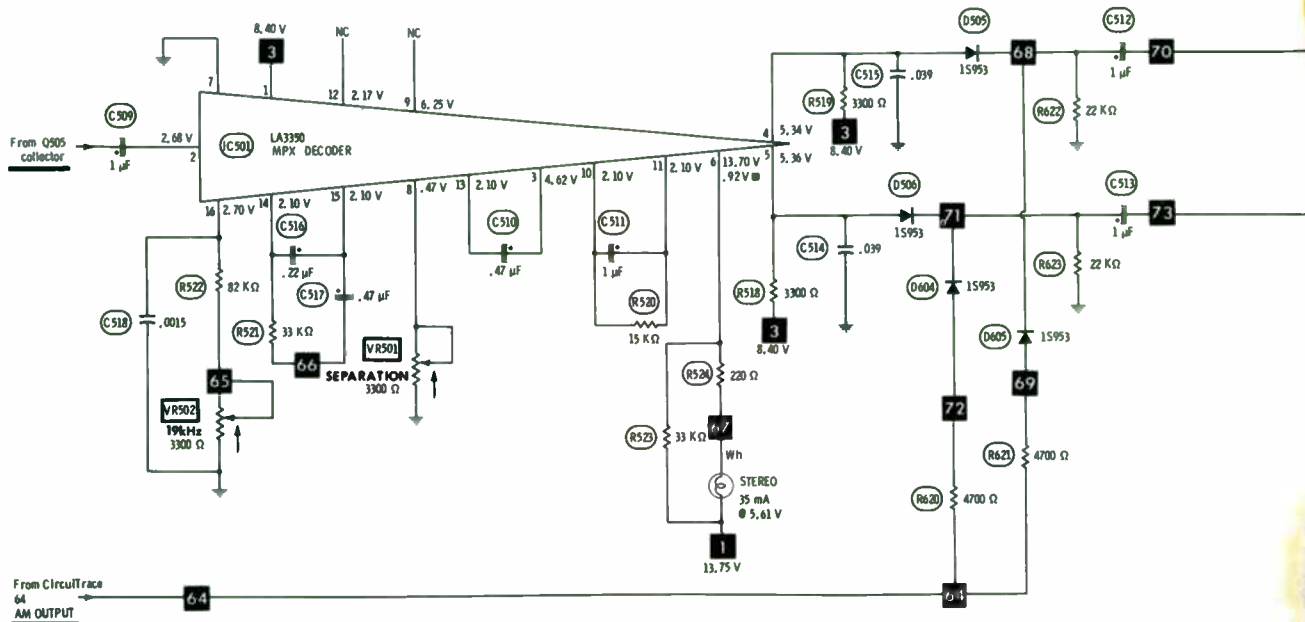 8.40 V
3
NC
NC
7
1
12
2.17 V
9
6.25 V
C509
1 µF
From Q505
collector
2.68 V
2
IC501
LA3350
MPX DECODER
4
5.34 V
5
5.36 V
D505
1S953
68
C512
1 µF
70
C515
.039
R519
3300 Ω
3
8.40 V
R622
22 KΩ
16
2.70 V
14
2.10 V
15
2.10 V
8
.47 V
13
2.10 V
3
4.62 V
10
2.10 V
11
2.10 V
6
13.70 V
.92 V
D506
1S953
71
C513
1 µF
73
C516
.22 µF
C510
.47 µF
C511
1 µF
C514
.039
R623
22 KΩ
R522
82 KΩ
C517
.47 µF
R518
3300 Ω
3
8.40 V
D604
1S953
C518
.0015
R521
33 KΩ
66
R520
15 KΩ
D605
1S953
VR501
SEPARATION
3300 Ω
R524
220 Ω
65
69
VR502
19kHz
3300 Ω
R523
33 KΩ
67
Wh
72
STEREO
35 mA
@ 5.61 V
R621
4700 Ω
R620
4700 Ω
1
13.75 V
From CircuiTrace
64
AM OUTPUT
64
64